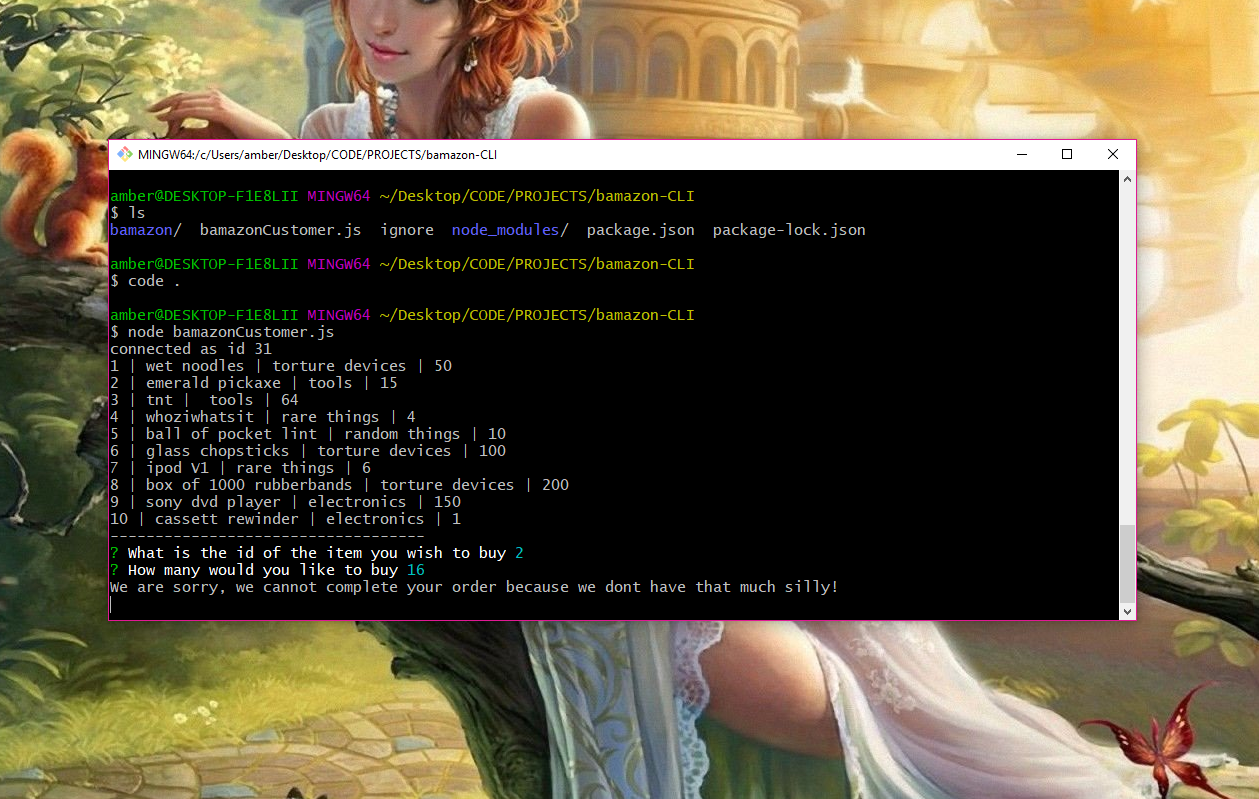 MINGW64:/c/Users/amber/Desktop/CODE/PROJECTS/bamazon-CLI
amber@DESKTOP-F1E8LII MINGW64 ~/Desktop/CODE/PROJECTS/bamazon-CLI
$ ls
bamazon/  bamazonCustomer.js  ignore  node_modules/  package.json  package-lock.json
amber@DESKTOP-F1E8LII MINGW64 ~/Desktop/CODE/PROJECTS/bamazon-CLI
$ code .
amber@DESKTOP-F1E8LII MINGW64 ~/Desktop/CODE/PROJECTS/bamazon-CLI
$ node bamazonCustomer.js
connected as id 31
1 | wet noodles | torture devices | 50
2 | emerald pickaxe | tools | 15
3 | tnt |  tools | 64
4 | whoziwhatsit | rare things | 4
5 | ball of pocket lint | random things | 10
6 | glass chopsticks | torture devices | 100
7 | ipod V1 | rare things | 6
8 | box of 1000 rubberbands | torture devices | 200
9 | sony dvd player | electronics | 150
10 | cassett rewinder | electronics | 1
-----------------------------------
? What is the id of the item you wish to buy 2
? How many would you like to buy 16
We are sorry, we cannot complete your order because we dont have that much silly!